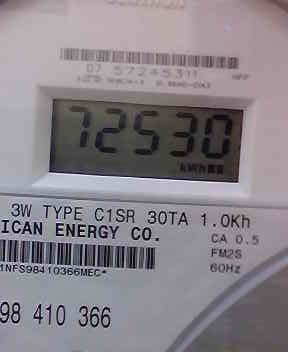 07 57245311 APP
72530
kWh
3W TYPE C1SR 30TA 1.0Kh
ICAN ENERGY CO. CA 0.5
FM2S
1NFS98410366MEC* 60Hz
98 410 366